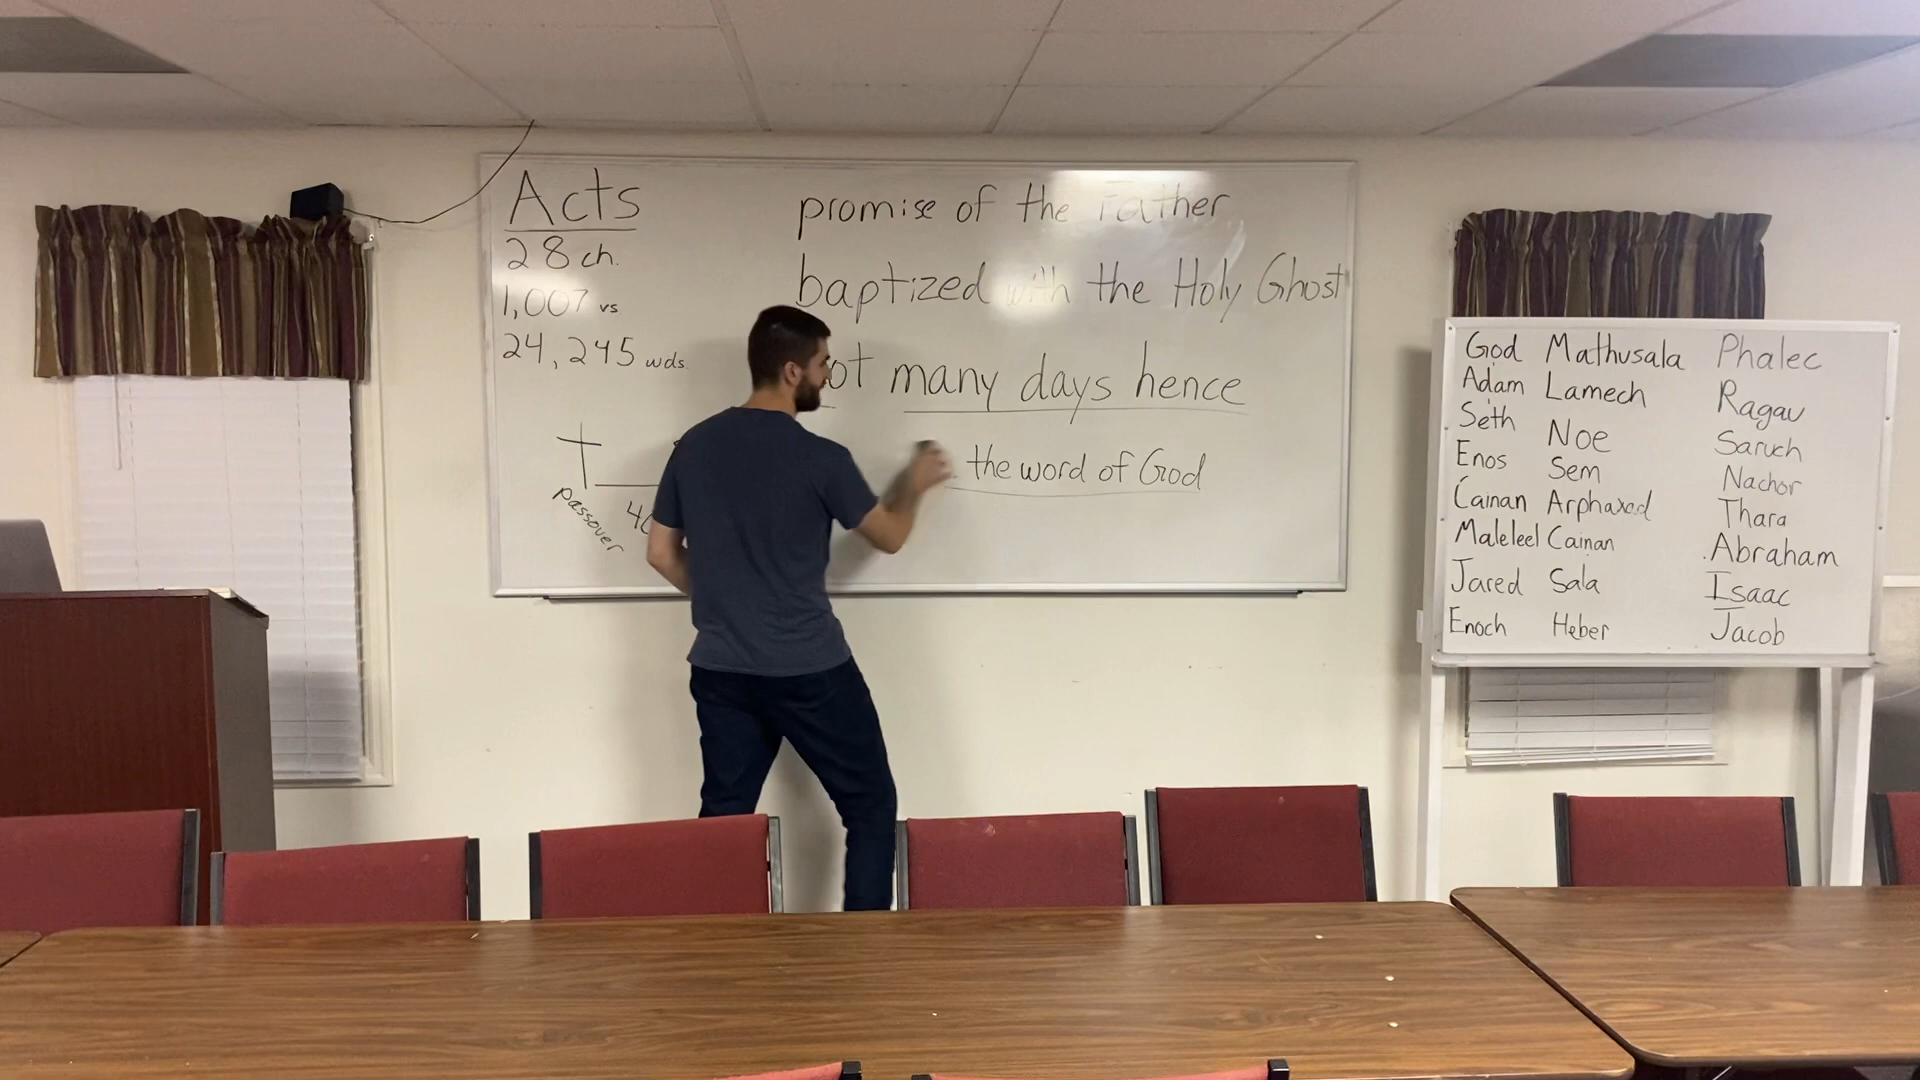 Acts
28 ch.
1,007 vs
24,245 wds.
passover
promise of the Father
baptized with the Holy Ghost
many days hence
the word of God
God
Adam
Seth
Enos
Cainan
Maleleel
Jared
Enoch
Mathusala
Lamech
Noe
Sem
Arphaxad
Cainan
Sala
Heber
Phalec
Ragau
Saruch
Nachor
Thara
Abraham
Isaac
Jacob